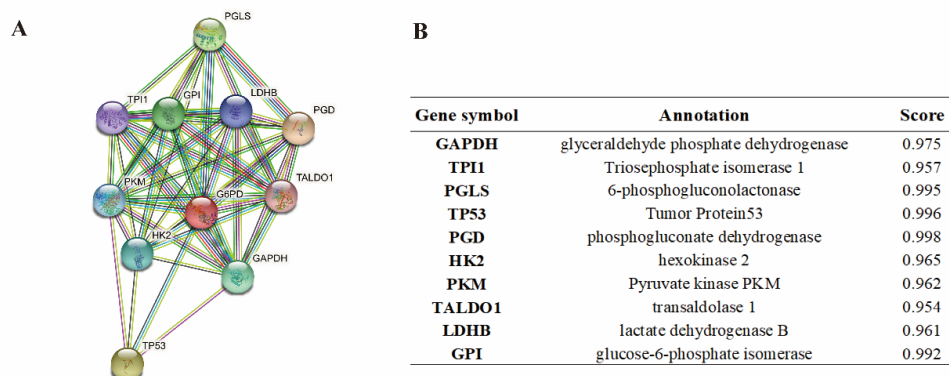 A
PGLS
TPI1
GPI
LDHB
PGD
PKM
G6PD
TALDO1
HK2
GAPDH
TP53
B
Gene symbol Annotation Score
GAPDH glyceraldehyde phosphate dehydrogenase 0.975
TPI1 Triosephosphate isomerase 1 0.957
PGLS 6-phosphogluconolactonase 0.995
TP53 Tumor Protein53 0.996
PGD phosphogluconate dehydrogenase 0.998
HK2 hexokinase 2 0.965
PKM Pyruvate kinase PKM 0.962
TALDO1 transaldolase 1 0.954
LDHB lactate dehydrogenase B 0.961
GPI glucose-6-phosphate isomerase 0.992